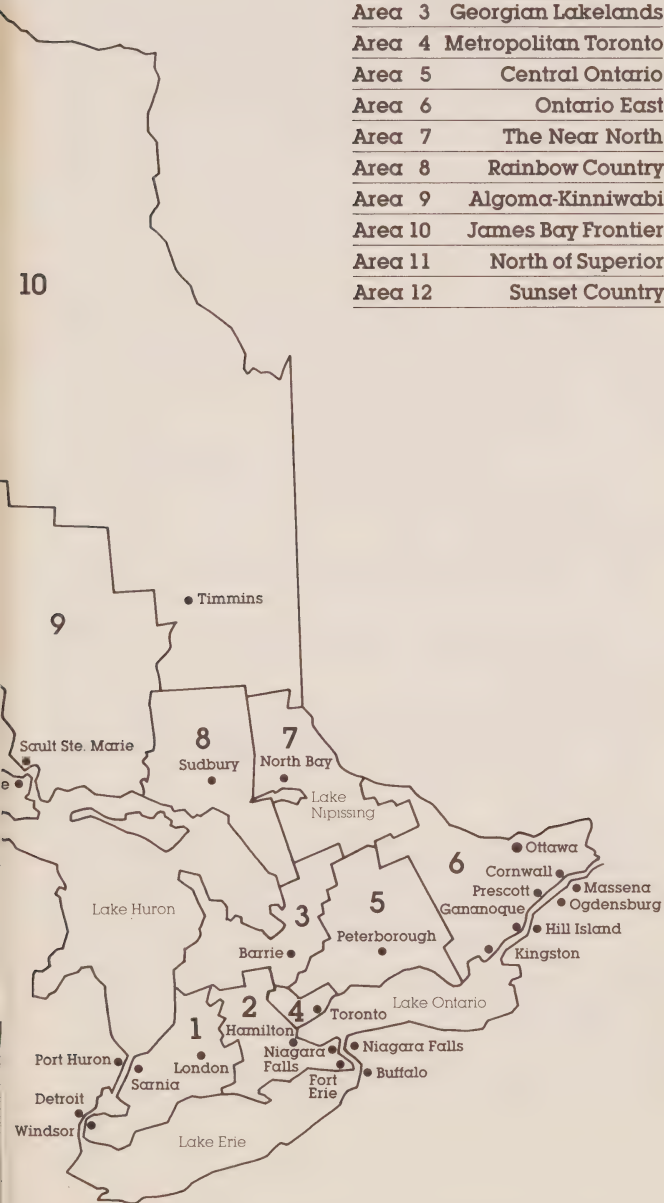 Area 3 Georgian Lakelands
Area 4 Metropolitan Toronto
Area 5 Central Ontario
Area 6 Ontario East
Area 7 The Near North
Area 8 Rainbow Country
Area 9 Algoma-Kinniwabi
Area 10 James Bay Frontier
Area 11 North of Superior
Area 12 Sunset Country
10
Timmins
9
Sault Ste. Marie
e
8
Sudbury
7
North Bay
Lake
Nipissing
Ottawa
6
Cornwall
Prescott
Massena
Ogdensburg
Gananoque
Hill Island
Kingston
Lake Huron
3
5
Peterborough
Barrie
Lake Ontario
2
4
Toronto
1
Hamilton
London
Niagara
Falls
Niagara Falls
Fort
Erie
Buffalo
Port Huron
Sarnia
Detroit
Windsor
Lake Erie